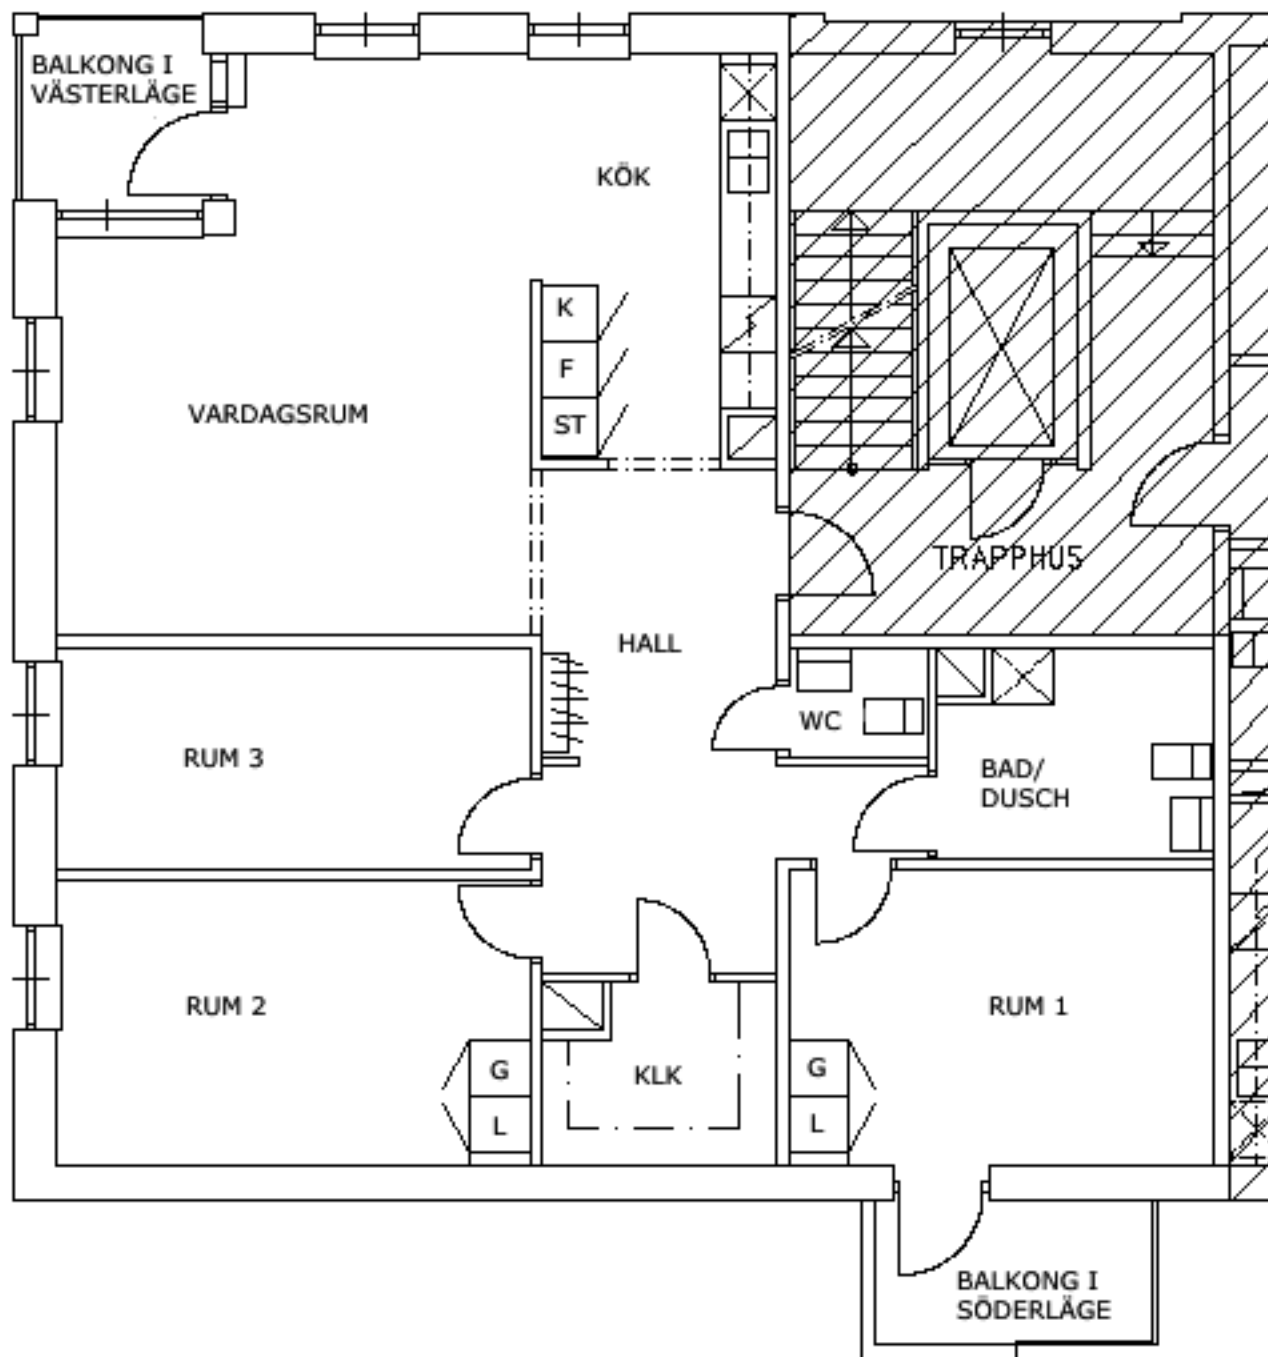 BALKONG I
VÄSTERLÄGE
KÖK
K
F
ST
VARDAGSRUM
TRAPPHUS
HALL
WC
RUM 3
BAD/
DUSCH
RUM 2
RUM 1
G
L
KLK
G
L
BALKONG I
SÖDERLÄGE